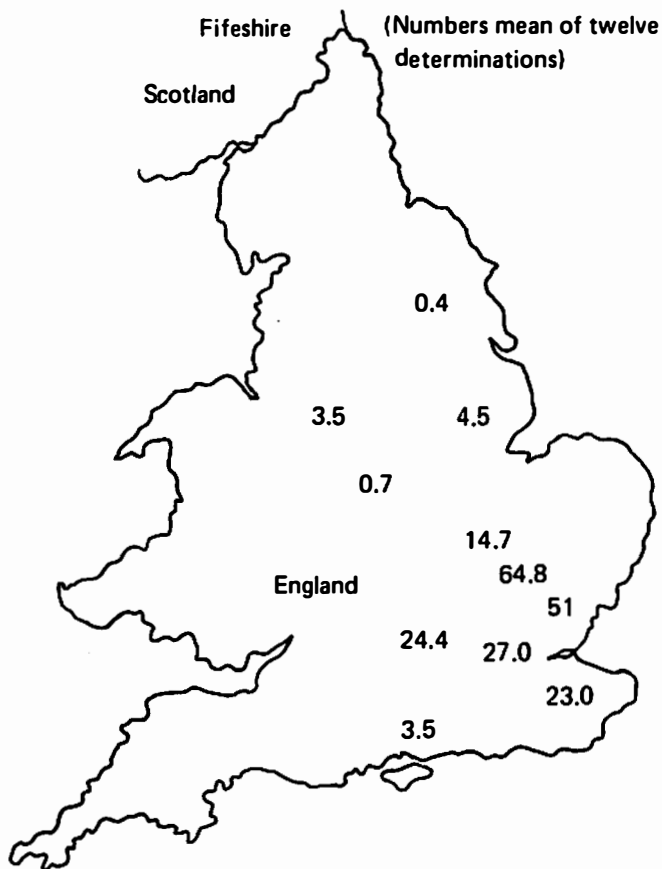 Fifeshire
(Numbers mean of twelve
determinations)
Scotland
0.4
3.5
4.5
0.7
14.7
64.8
England
51
24.4
27.0
23.0
3.5